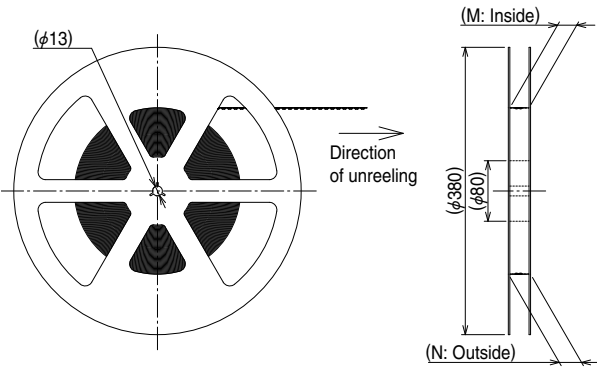 (M: Inside)
(ϕ13)
Direction
of unreeling
(ϕ380)
(ϕ80)
(N: Outside)